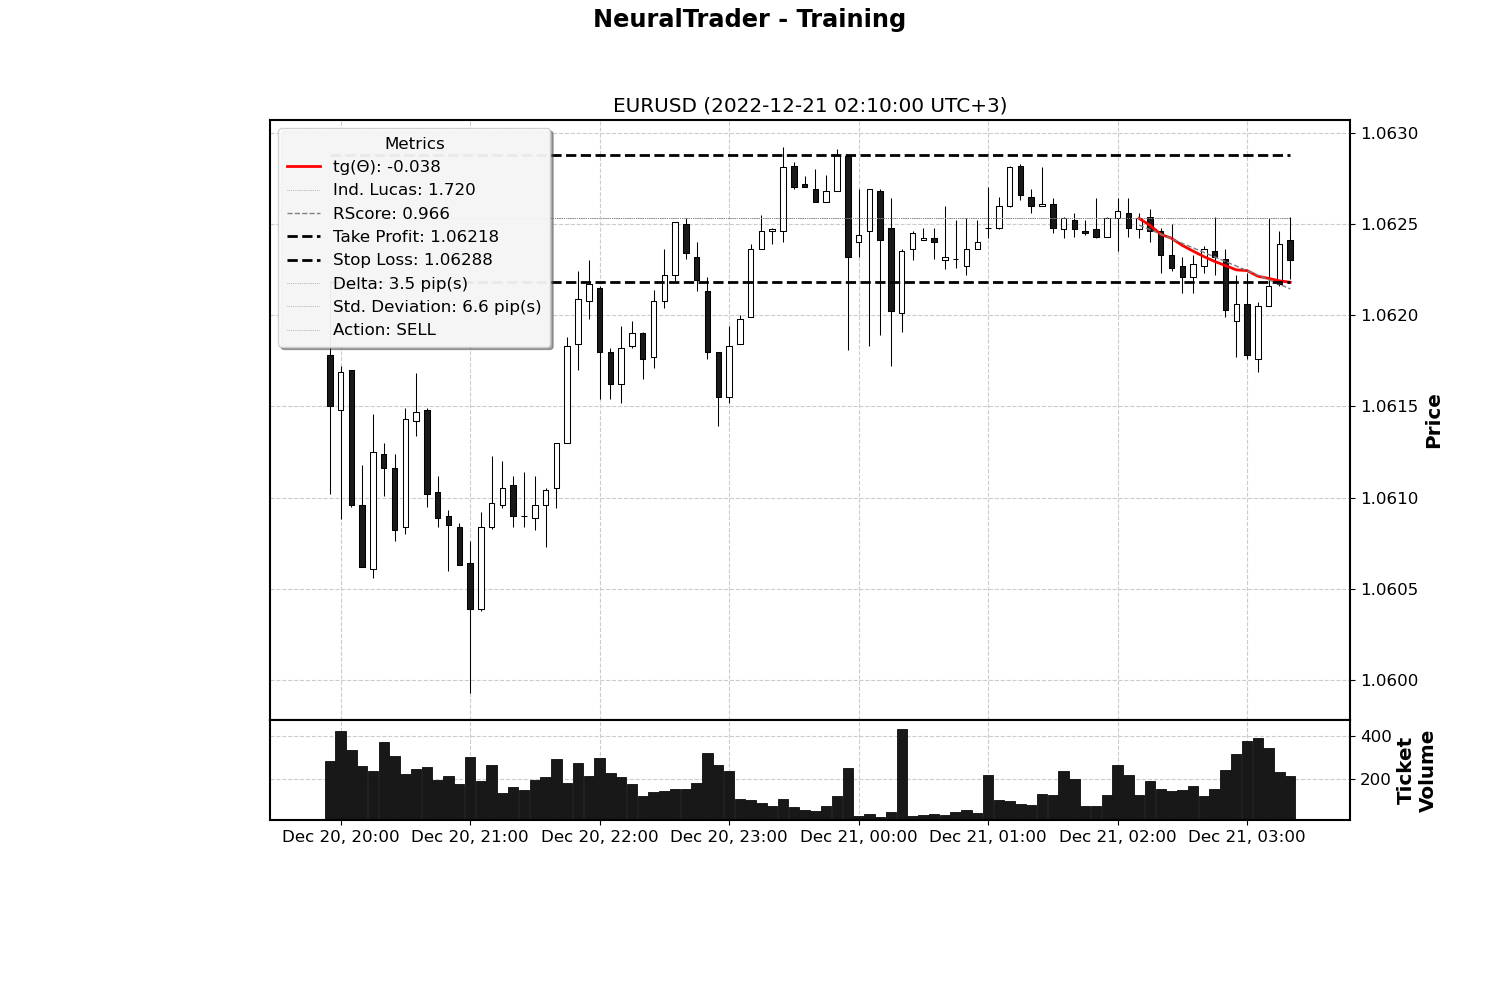 NeuralTrader - Training
EURUSD (2022-12-21 02:10:00 UTC+3)
Metrics
tg(Θ): -0.038
Ind. Lucas: 1.720
RScore: 0.966
Take Profit: 1.06218
Stop Loss: 1.06288
Delta: 3.5 pip(s)
Std. Deviation: 6.6 pip(s)
Action: SELL
1.0630
1.0625
1.0620
1.0615
1.0610
1.0605
1.0600
Price
400
200
Ticket
Volume
Dec 20, 20:00 Dec 20, 21:00 Dec 20, 22:00 Dec 20, 23:00 Dec 21, 00:00 Dec 21, 01:00 Dec 21, 02:00 Dec 21, 03:00